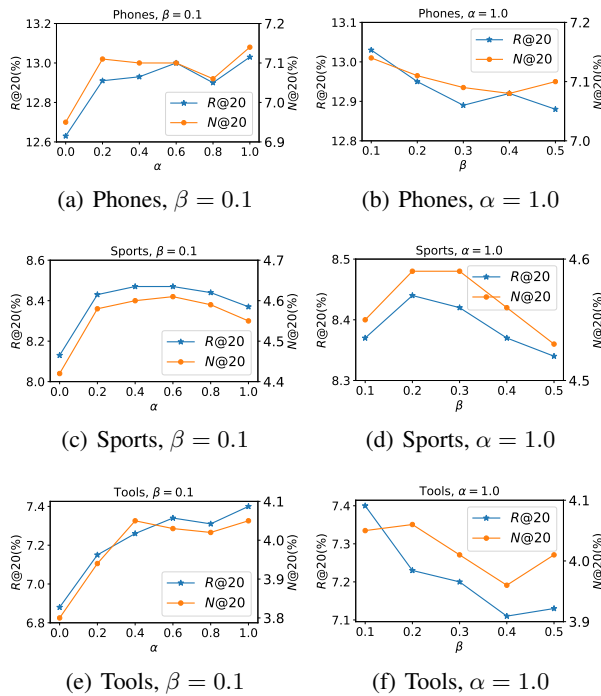 Phones, β = 0.1
13.2
13.0
12.8
12.6
R@20(%)
7.2
7.1
7.0
6.9
N@20(%)
R@20
N@20
0.0 0.2 0.4 0.6 0.8 1.0
α
(a) Phones, β = 0.1
Phones, α = 1.0
13.1
13.0
12.9
12.8
R@20(%)
7.2
7.1
7.0
N@20(%)
R@20
N@20
0.1 0.2 0.3 0.4 0.5
β
(b) Phones, α = 1.0
Sports, β = 0.1
8.6
8.4
8.2
8.0
R@20(%)
4.7
4.6
4.5
4.4
N@20(%)
R@20
N@20
0.0 0.2 0.4 0.6 0.8 1.0
α
(c) Sports, β = 0.1
Sports, α = 1.0
8.5
8.4
8.3
R@20(%)
4.6
4.5
N@20(%)
R@20
N@20
0.1 0.2 0.3 0.4 0.5
β
(d) Sports, α = 1.0
Tools, β = 0.1
7.4
7.2
7.0
6.8
R@20(%)
4.1
4.0
3.9
3.8
N@20(%)
R@20
N@20
0.0 0.2 0.4 0.6 0.8 1.0
α
(e) Tools, β = 0.1
Tools, α = 1.0
7.4
7.3
7.2
7.1
R@20(%)
4.1
4.0
3.9
N@20(%)
R@20
N@20
0.1 0.2 0.3 0.4 0.5
β
(f) Tools, α = 1.0